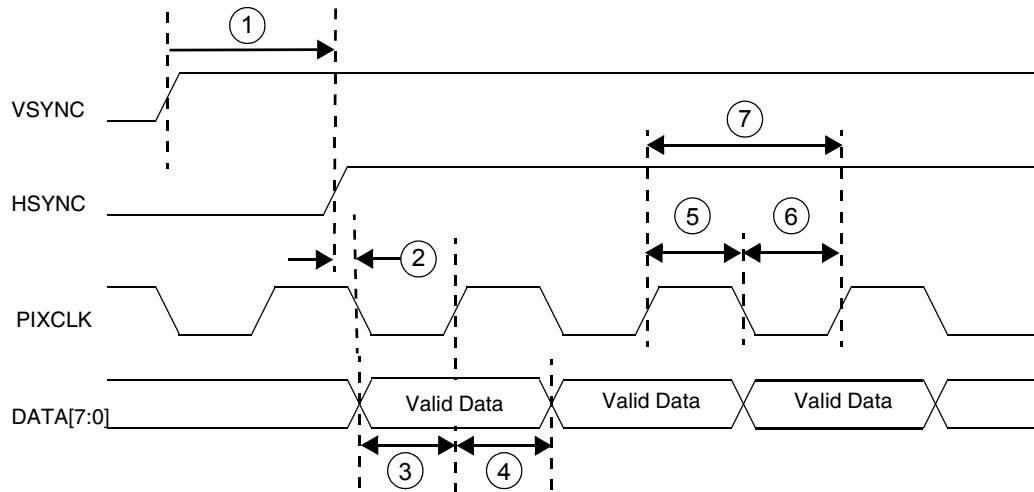 1
VSYNC
7
HSYNC
5
6
2
PIXCLK
Valid Data
Valid Data
Valid Data
DATA[7:0]
3
4